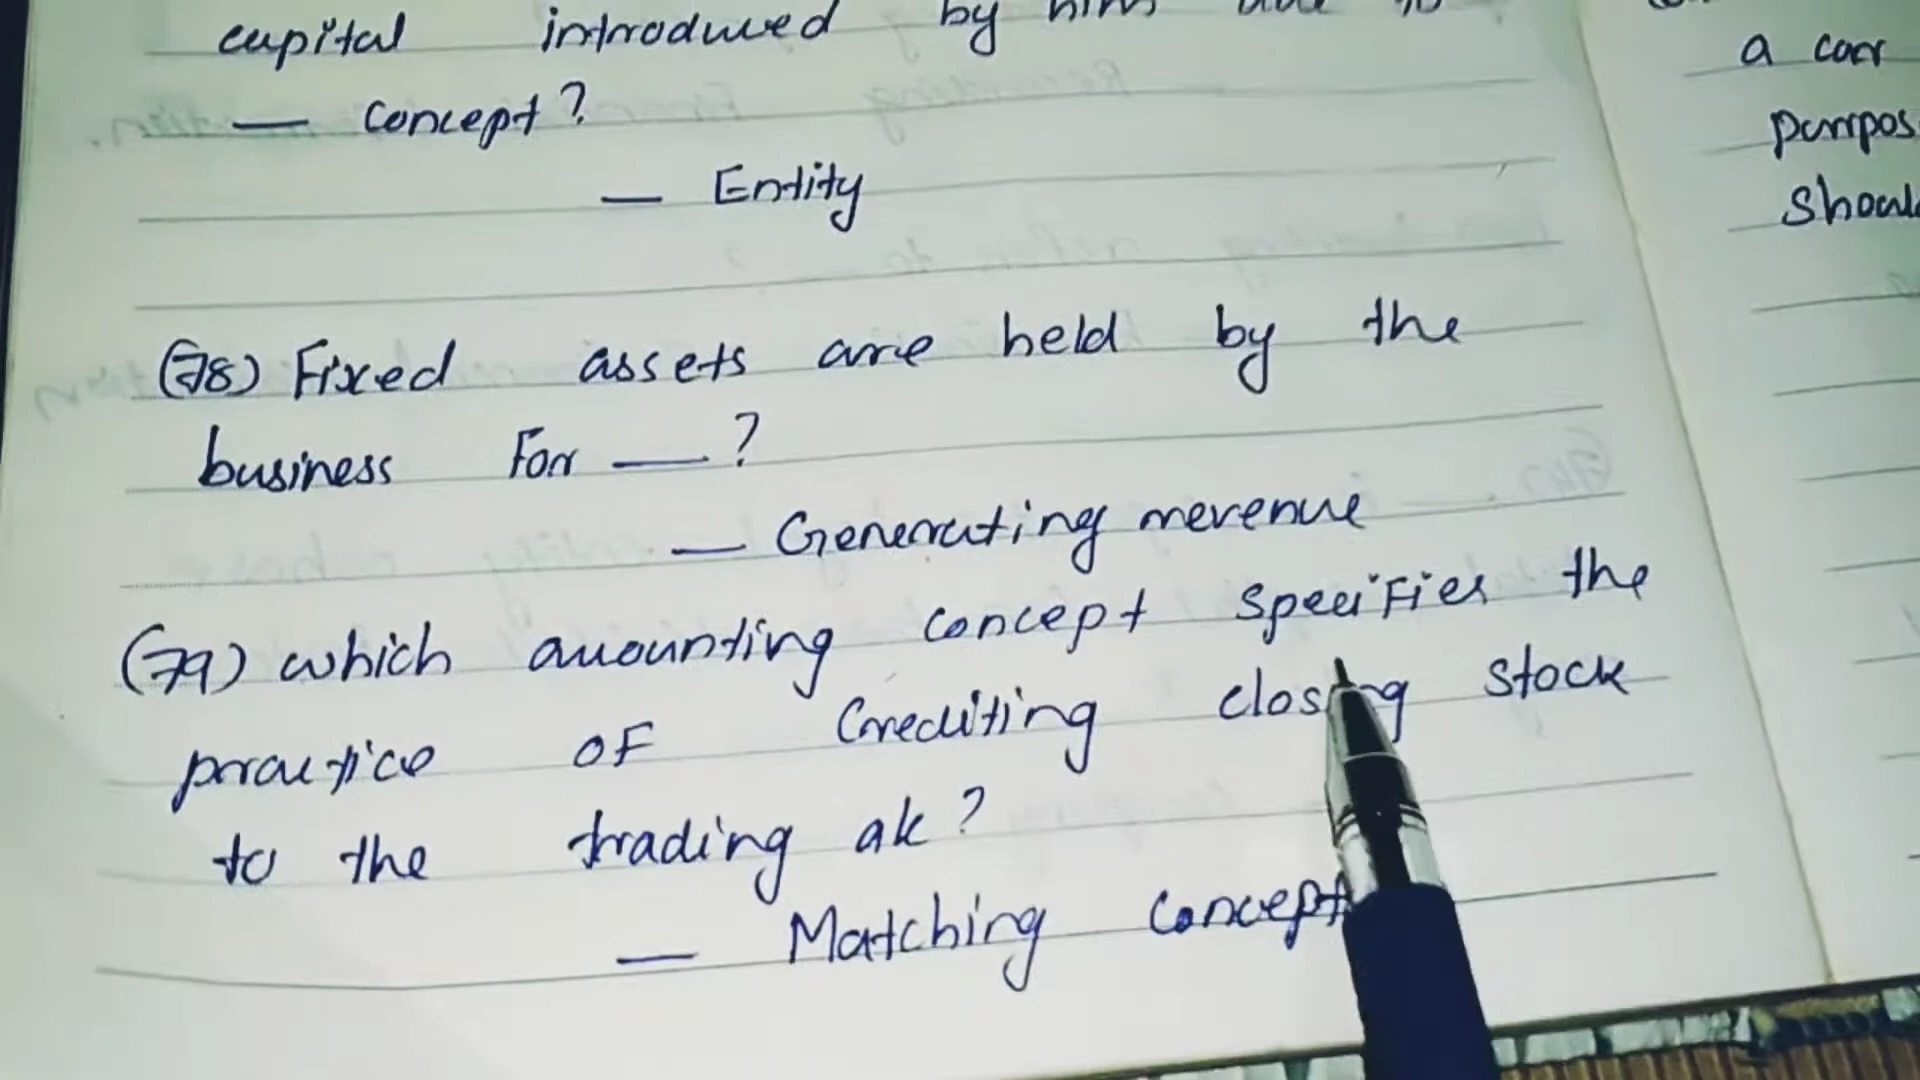 capital introduced by him
— Concept?
— Entity
(78) Fixed assets are held by the
business For — ?
— Generating revenue
(79) which accounting concept specifies the
practice OF Crediting closing stock
to the trading a/c?
— Matching Concept
a
purpos
shoul